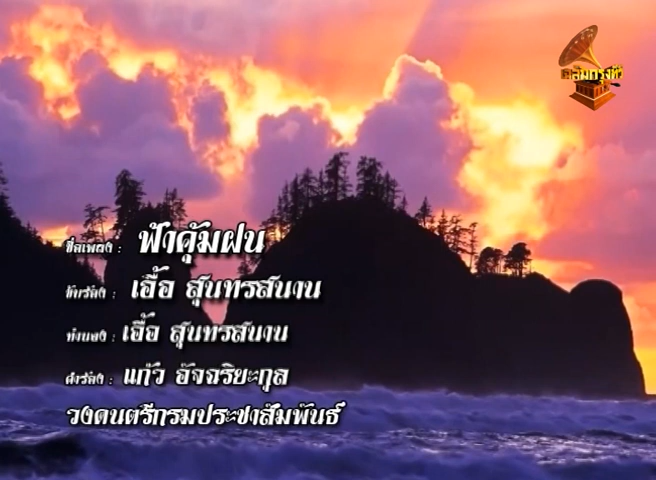 ชื่อเพลง : ฟ้าคุ้มฝน
ขับร้อง : เอื้อ สุนทรสนาน
ทำนอง : เอื้อ สุนทรสนาน
คำร้อง : แก้ว อัจฉริยะกุล
วงดนตรีกรมประชาสัมพันธ์